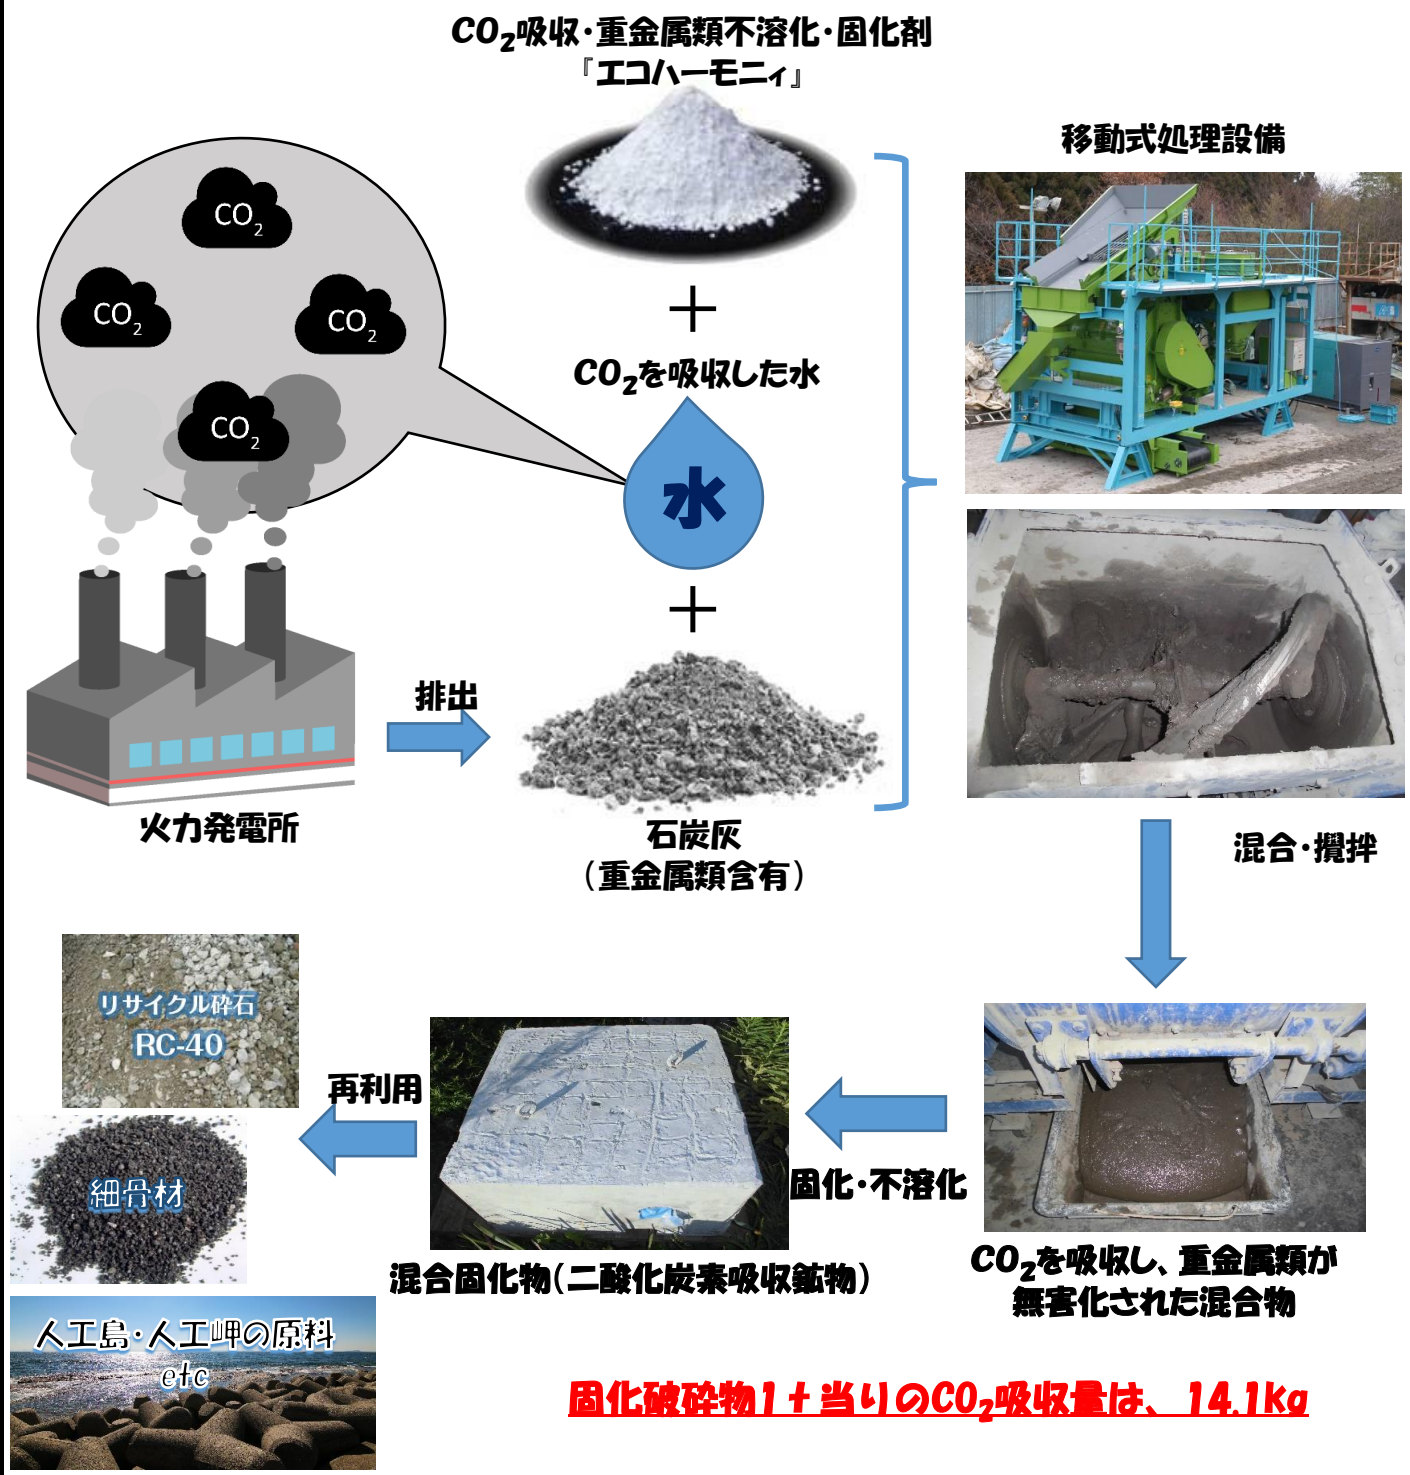 CO₂吸収・重金属類不溶化・固化剤
『エコハーモニィ』
移動式処理設備
CO₂
CO₂
CO₂
CO₂
＋
CO₂を吸収した水
水
＋
排出
火力発電所
石炭灰
（重金属類含有）
混合・攪拌
リサイクル砕石
RC-40
再利用
細骨材
固化・不溶化
混合固化物（二酸化炭素吸収鉱物）
CO₂を吸収し、重金属類が
無害化された混合物
人工島・人工岬の原料
etc
固化破砕物1t当りのCO₂吸収量は、14.1kg